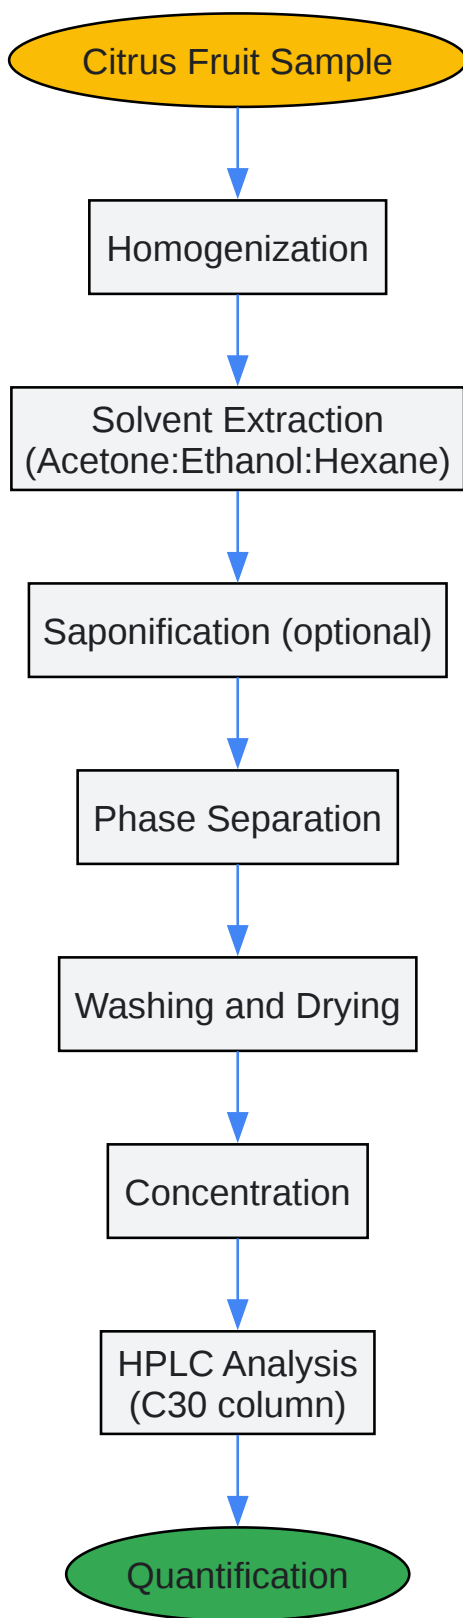 Citrus Fruit Sample
Homogenization
Solvent Extraction
(Acetone:Ethanol:Hexane)
Saponification (optional)
Phase Separation
Washing and Drying
Concentration
HPLC Analysis
(C30 column)
Quantification